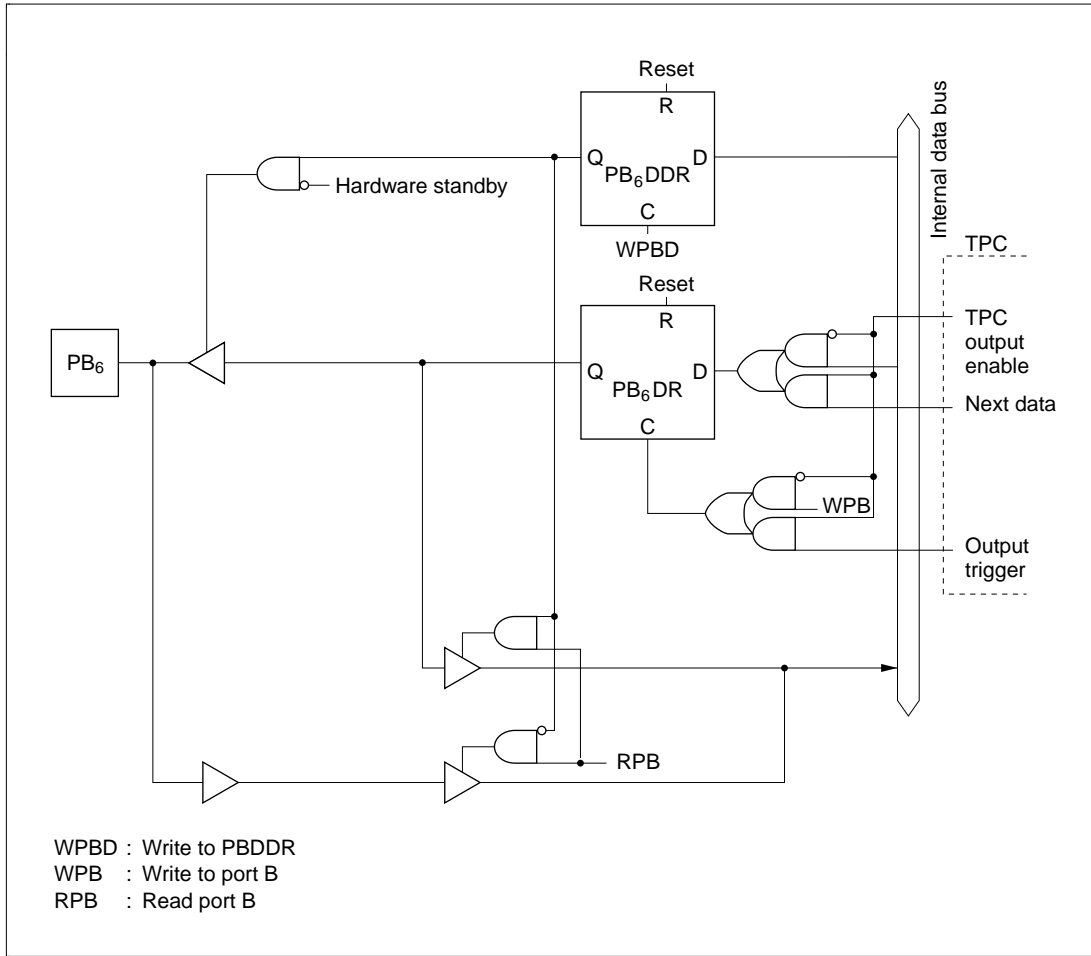 Reset
R
Q
D
PB6DDR
C
WPBD
Hardware standby
Internal data bus
TPC
Reset
R
PB6
Q
D
PB6DR
C
TPC
output
enable
Next data
WPB
Output
trigger
RPB
WPBD : Write to PBDDR
WPB : Write to port B
RPB : Read port B